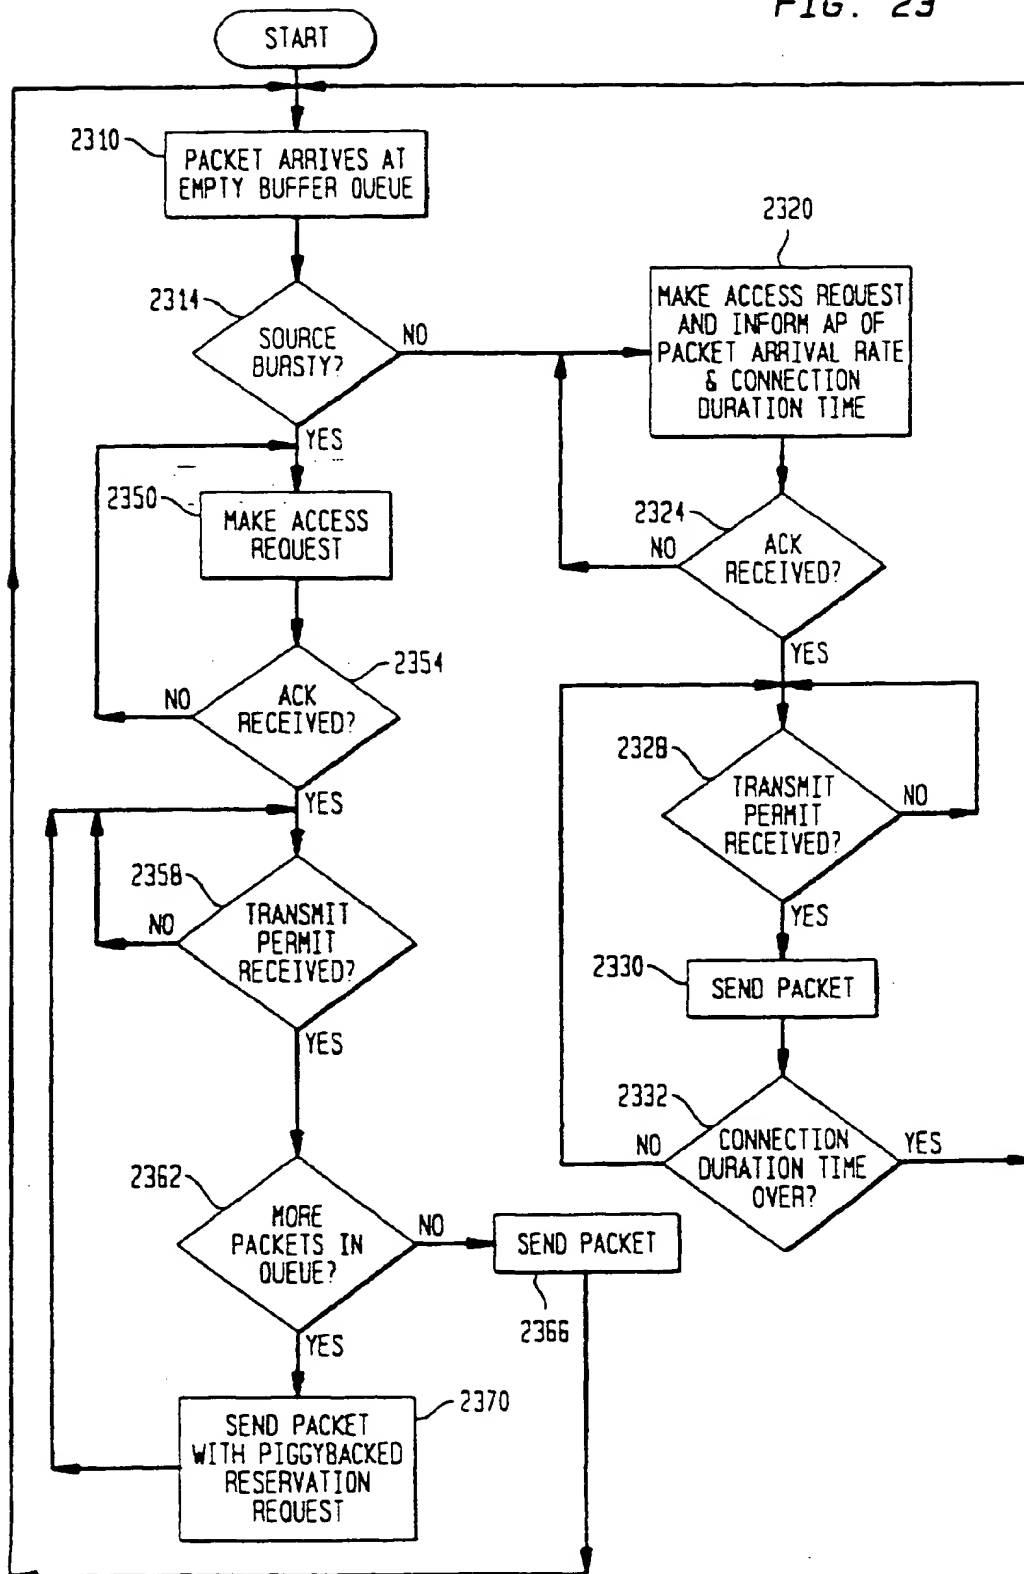 FIG. 23
START
2310
PACKET ARRIVES AT
EMPTY BUFFER QUEUE
2314
SOURCE
BURSTY?
NO
YES
2320
MAKE ACCESS REQUEST
AND INFORM AP OF
PACKET ARRIVAL RATE
& CONNECTION
DURATION TIME
2324
ACK
RECEIVED?
NO
YES
2350
MAKE ACCESS
REQUEST
2354
ACK
RECEIVED?
NO
YES
2328
TRANSMIT
PERMIT
RECEIVED?
NO
YES
2358
TRANSMIT
PERMIT
RECEIVED?
NO
YES
2330
SEND PACKET
2332
CONNECTION
DURATION TIME
OVER?
NO
YES
2362
MORE
PACKETS IN
QUEUE?
NO
YES
SEND PACKET
2366
2370
SEND PACKET
WITH PIGGYBACKED
RESERVATION
REQUEST